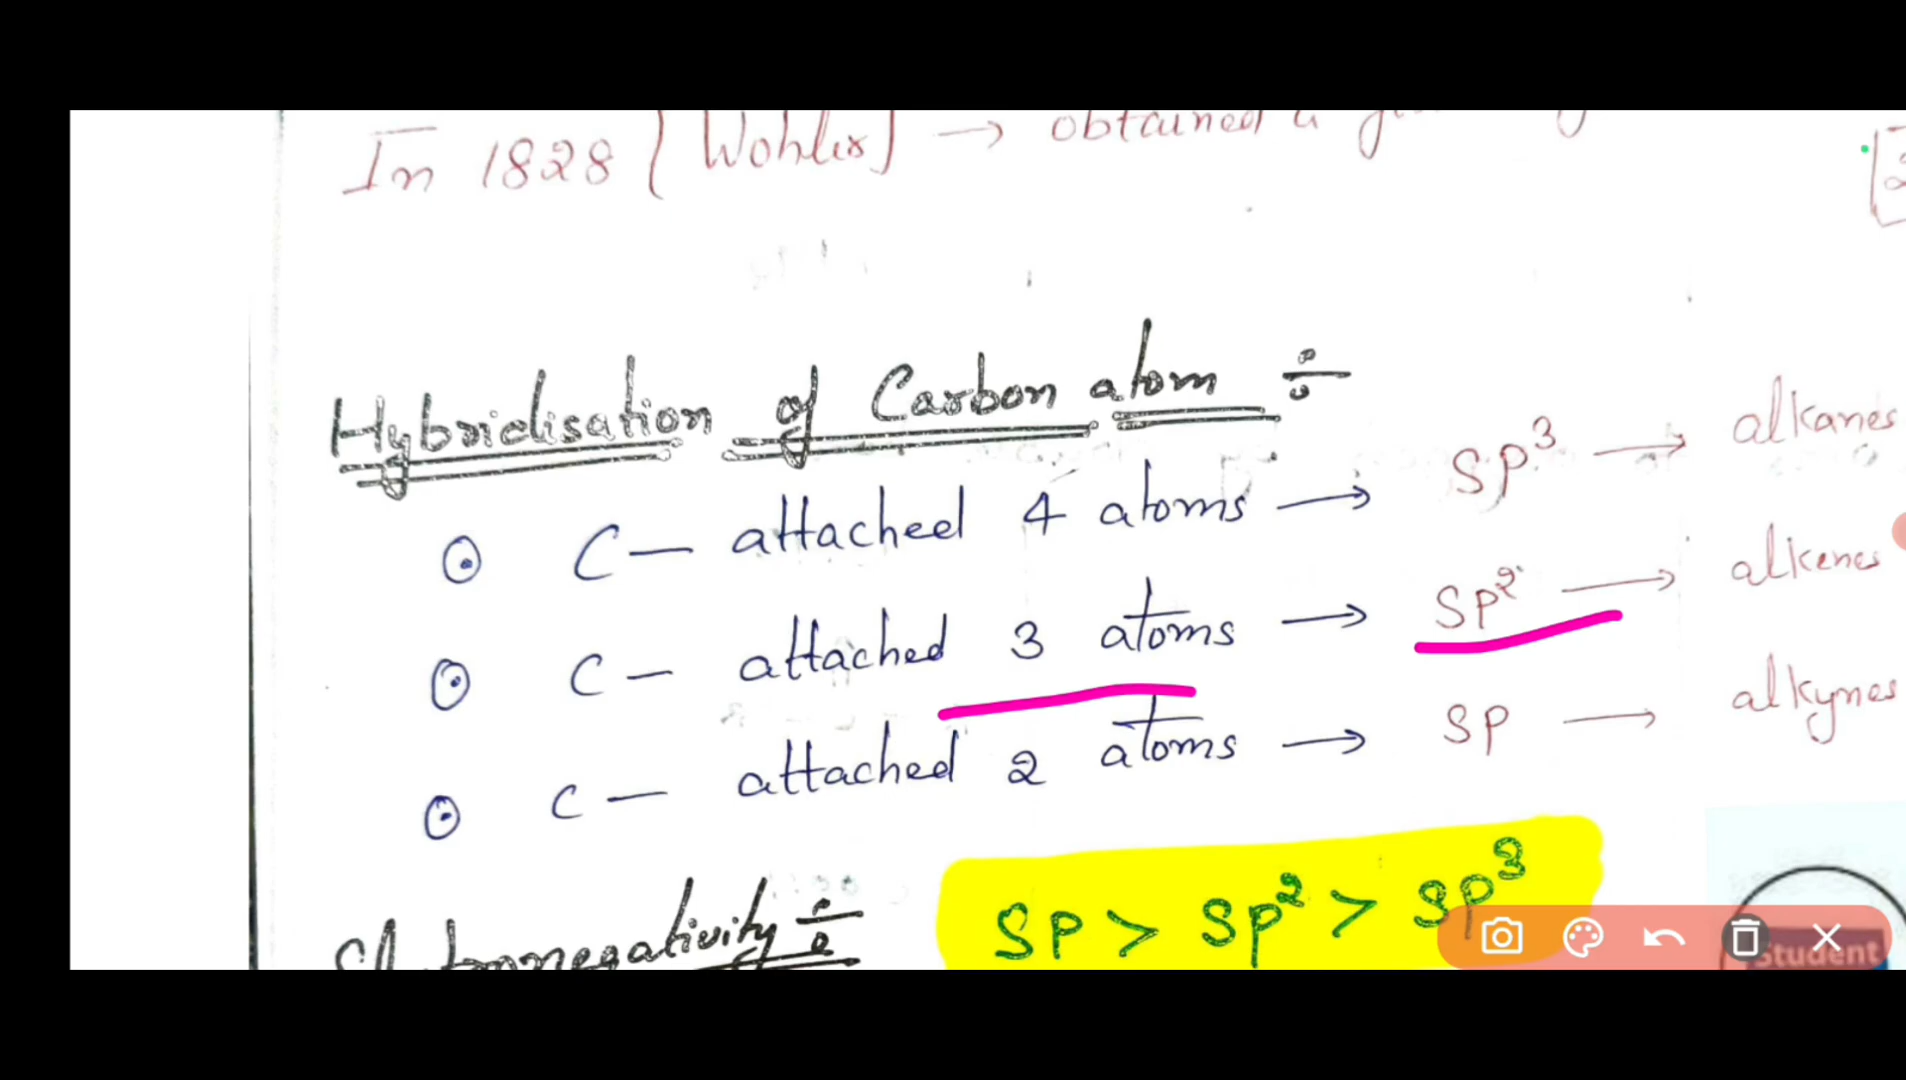 In 1828 (Wohler) → obtained a
Hybridisation of Carbon atom ÷
⊙ C — attached 4 atoms → SP³ → alkanes
⊙ C — attached 3 atoms → SP² → alkenes
⊙ C — attached 2 atoms → SP → alkynes
SP > SP² > SP³
Student